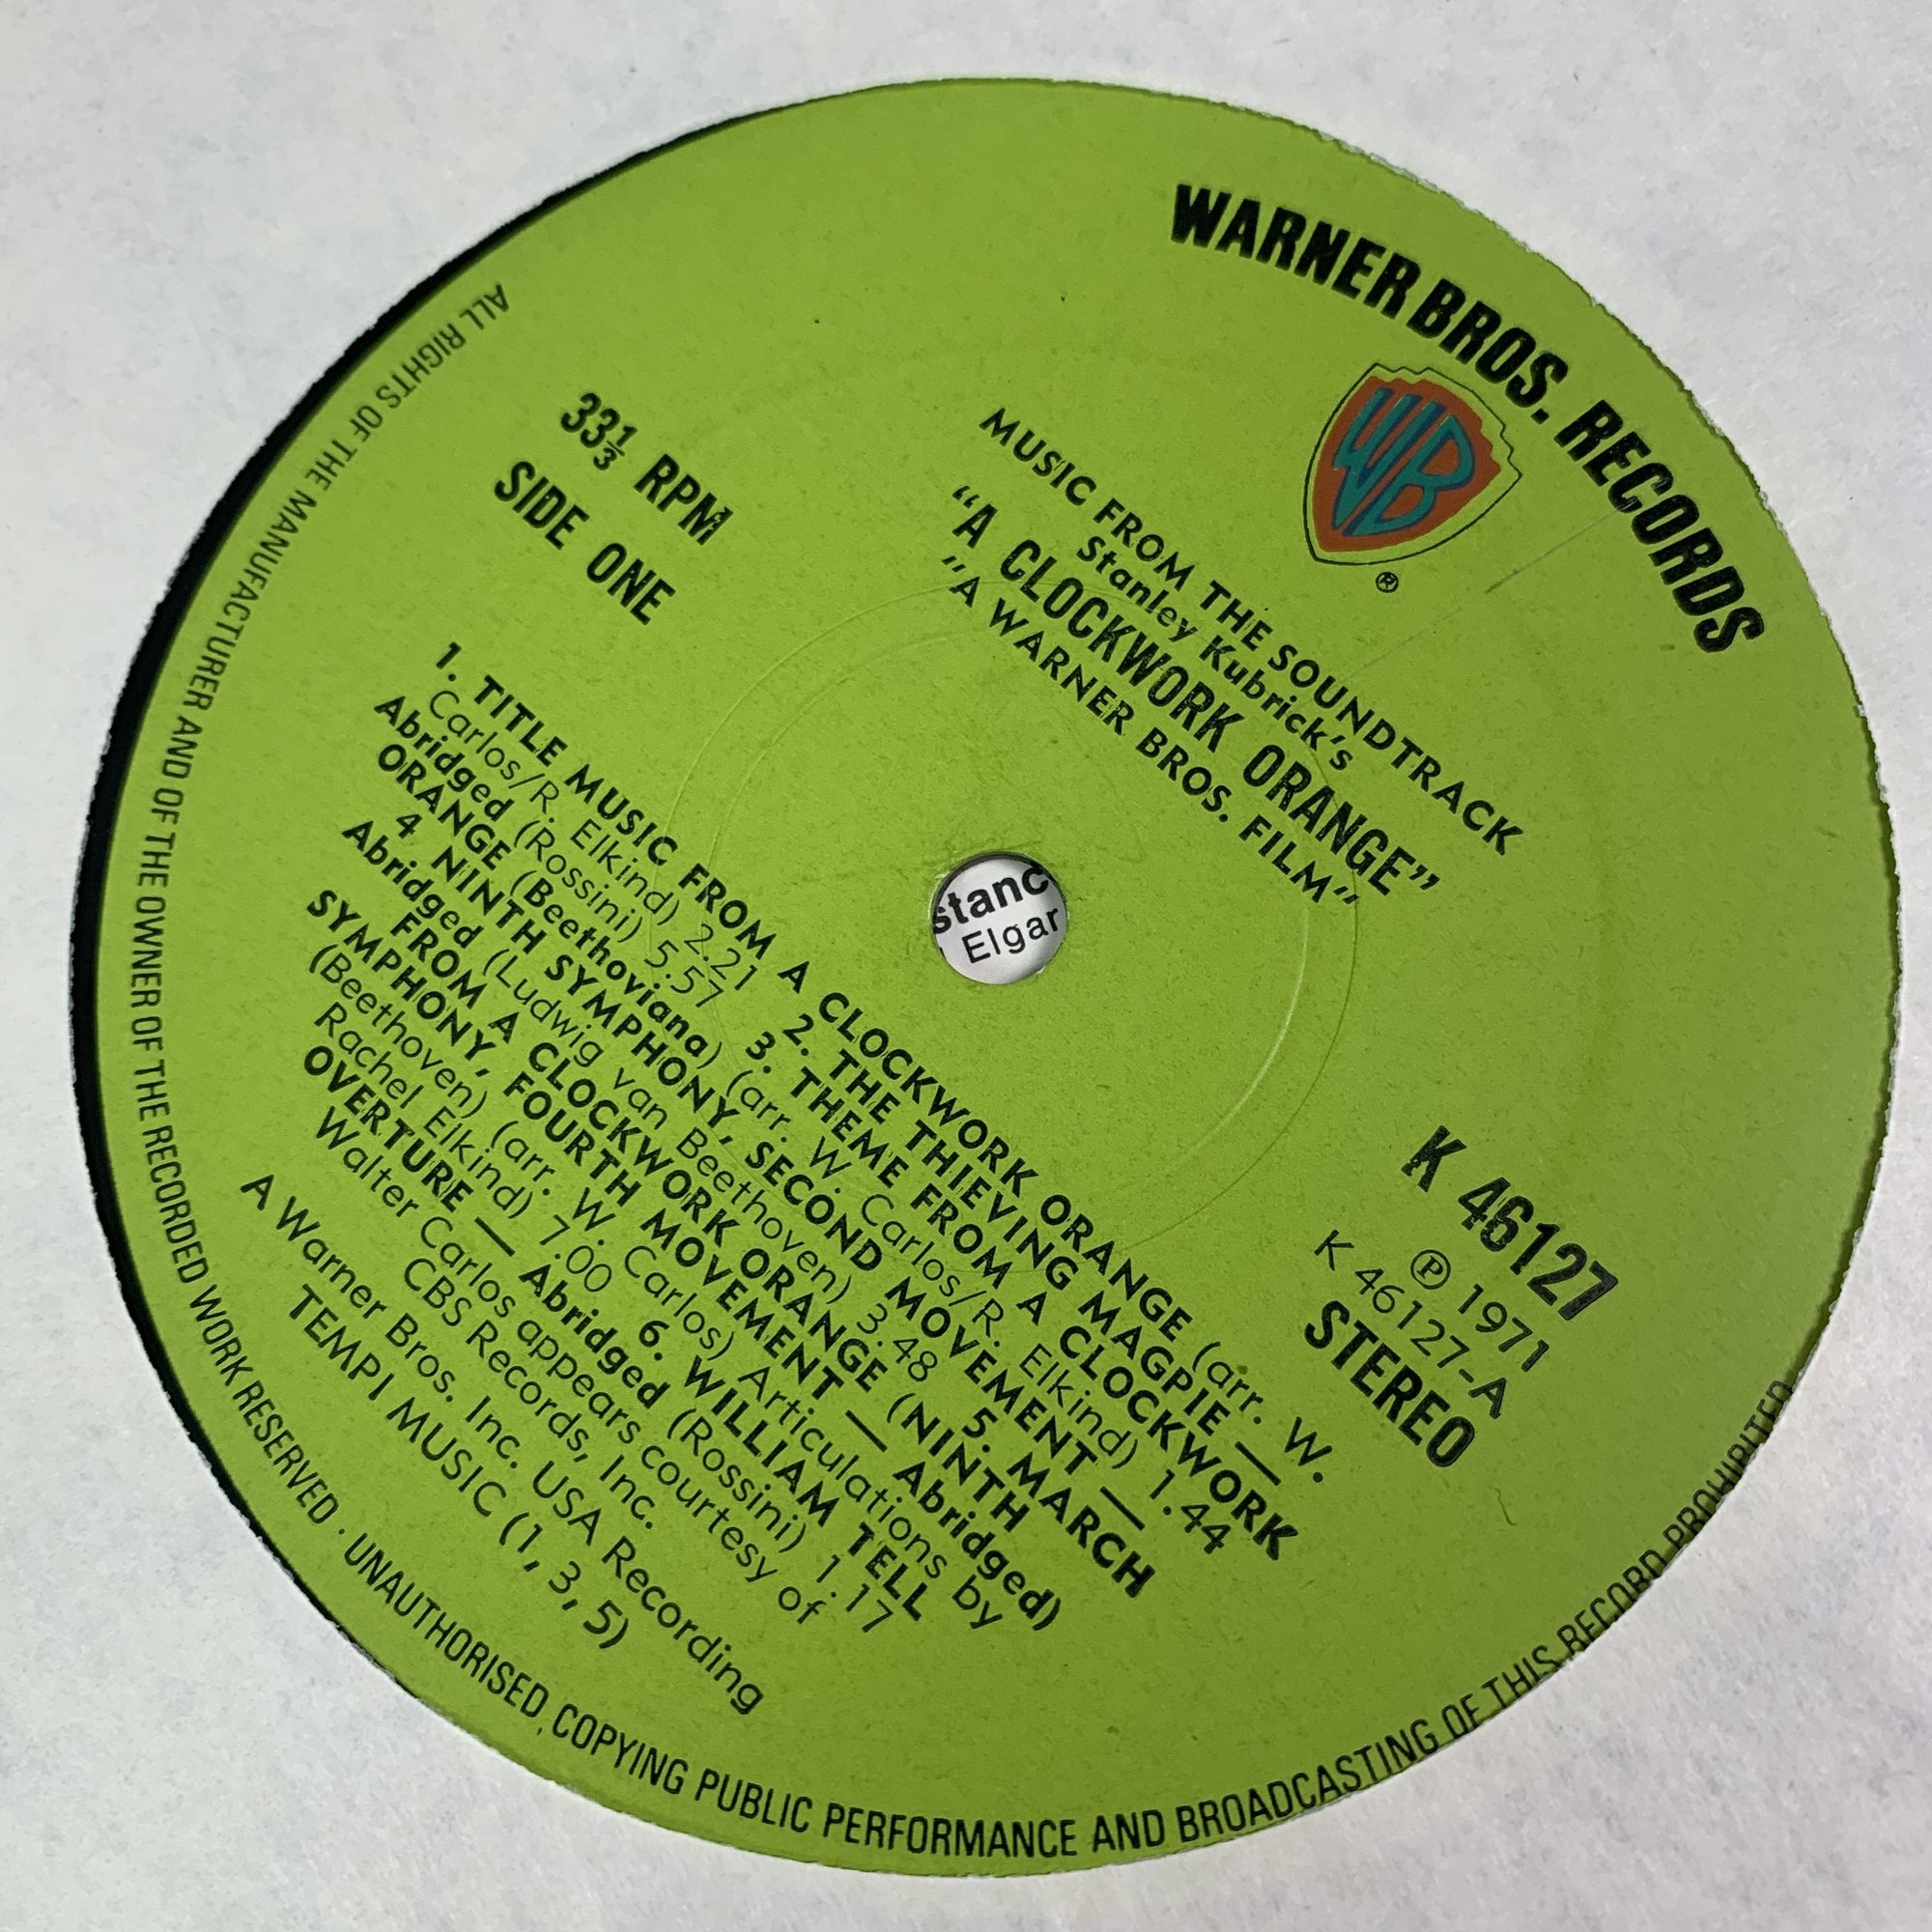 WARNER BROS. RECORDS
WB
®
MUSIC FROM THE SOUNDTRACK
Stanley Kubrick's
"A CLOCKWORK ORANGE"
"A WARNER BROS. FILM"
33⅓ RPM
SIDE ONE
K 46127
℗ 1971
K 46127-A
STEREO
stanc
Elgar
1. TITLE MUSIC FROM A CLOCKWORK ORANGE (arr. W.
Carlos/R. Elkind) 2.21 2. THE THIEVING MAGPIE —
Abridged (Rossini) 5.57 3. THEME FROM A CLOCKWORK
ORANGE (Beethoviana) (arr. W. Carlos/R. Elkind) 1.44
4. NINTH SYMPHONY, SECOND MOVEMENT —
Abridged (Ludwig van Beethoven) 3.48 5. MARCH
FROM A CLOCKWORK ORANGE (NINTH
SYMPHONY, FOURTH MOVEMENT — Abridged)
(Beethoven) (arr. W. Carlos) Articulations by
Rachel Elkind) 7.00 6. WILLIAM TELL
OVERTURE — Abridged (Rossini) 1.17
Walter Carlos appears courtesy of
CBS Records, Inc.
A Warner Bros. Inc. USA Recording
TEMPI MUSIC (1, 3, 5)
ALL RIGHTS OF THE MANUFACTURER AND OF THE OWNER OF THE RECORDED WORK RESERVED · UNAUTHORISED COPYING PUBLIC PERFORMANCE AND BROADCASTING OF THIS RECORD PROHIBITED